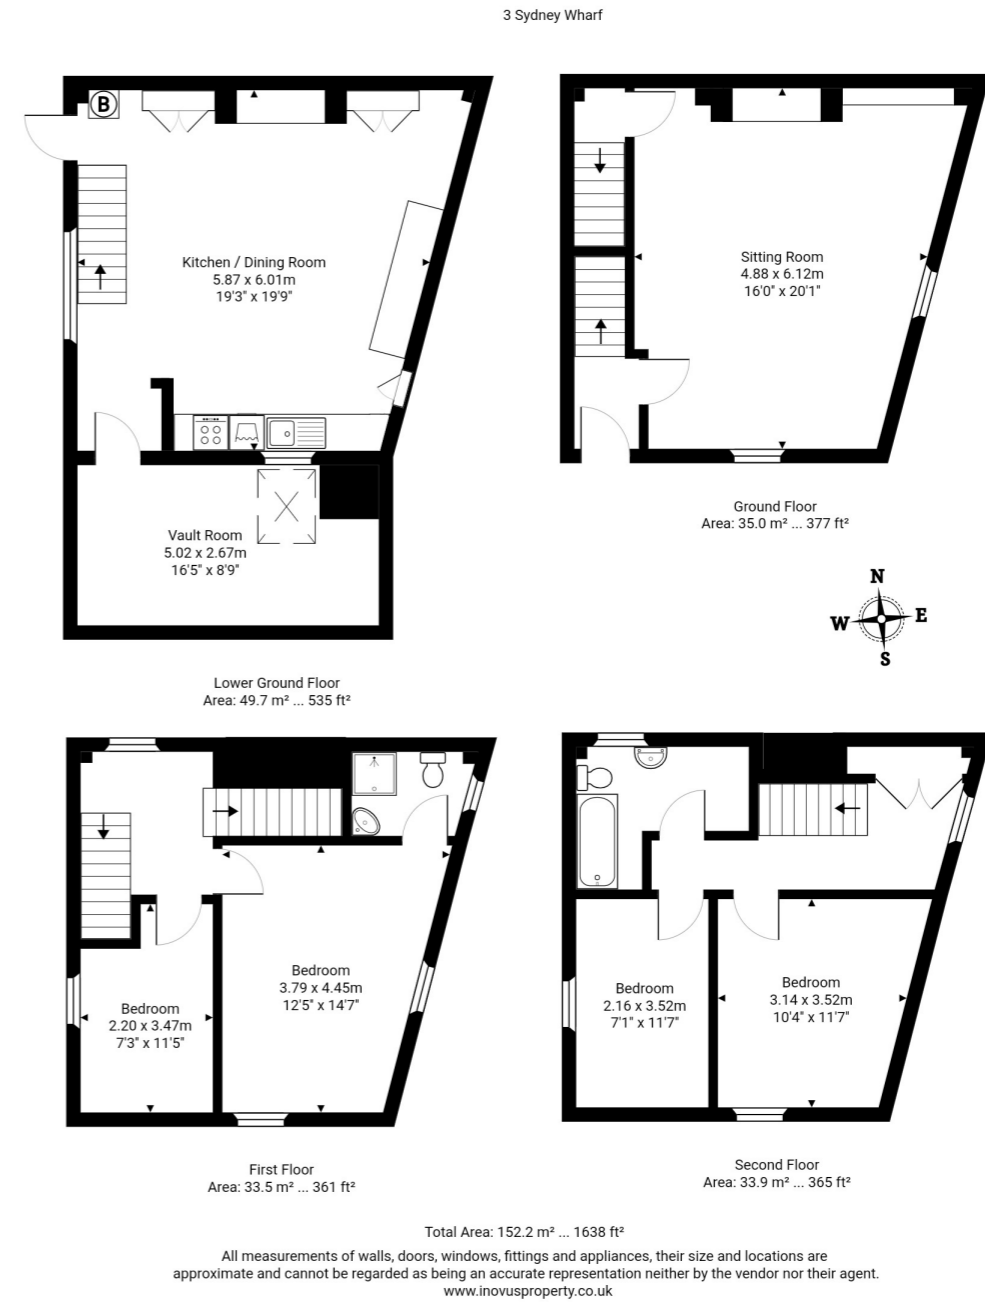 3 Sydney Wharf
B
Kitchen / Dining Room
5.87 x 6.01m
19'3" x 19'9"
Vault Room
5.02 x 2.67m
16'5" x 8'9"
Lower Ground Floor
Area: 49.7 m² ... 535 ft²
Sitting Room
4.88 x 6.12m
16'0" x 20'1"
Ground Floor
Area: 35.0 m² ... 377 ft²
N
W
E
S
Bedroom
3.79 x 4.45m
12'5" x 14'7"
Bedroom
2.20 x 3.47m
7'3" x 11'5"
First Floor
Area: 33.5 m² ... 361 ft²
Bedroom
2.16 x 3.52m
7'1" x 11'7"
Bedroom
3.14 x 3.52m
10'4" x 11'7"
Second Floor
Area: 33.9 m² ... 365 ft²
Total Area: 152.2 m² ... 1638 ft²
All measurements of walls, doors, windows, fittings and appliances, their size and locations are
approximate and cannot be regarded as being an accurate representation neither by the vendor nor their agent.
www.inovusproperty.co.uk